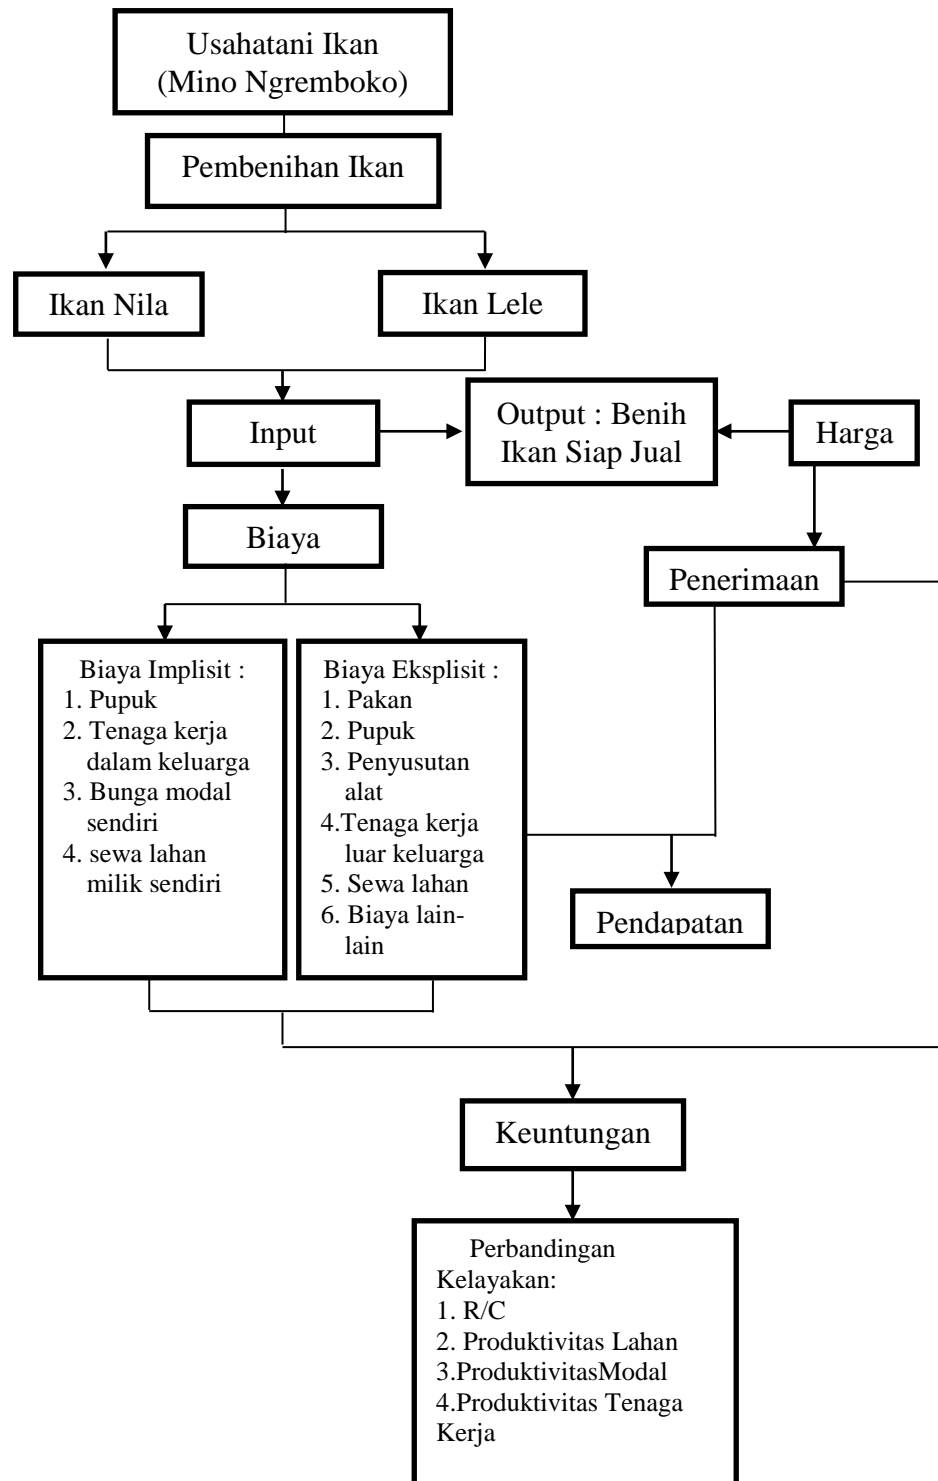 Usahatani Ikan
(Mino Ngremboko)
Pembenihan Ikan
Ikan Nila
Ikan Lele
Input
Output : Benih
Ikan Siap Jual
Harga
Biaya
Penerimaan
Biaya Implisit :
1. Pupuk
2. Tenaga kerja
dalam keluarga
3. Bunga modal
sendiri
4. sewa lahan
milik sendiri
Biaya Eksplisit :
1. Pakan
2. Pupuk
3. Penyusutan
alat
4.Tenaga kerja
luar keluarga
5. Sewa lahan
6. Biaya lain-
lain
Pendapatan
Keuntungan
Perbandingan
Kelayakan:
1. R/C
2. Produktivitas Lahan
3.ProduktivitasModal
4.Produktivitas Tenaga
Kerja